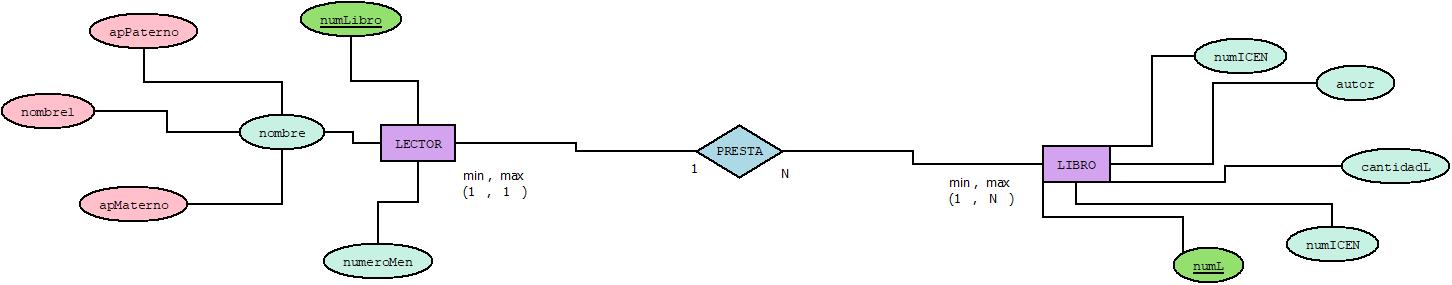 numLibro
apPaterno
numICEN
autor
nombre1
nombre
LECTOR
PRESTA
LIBRO
cantidadL
1
N
min , max
(1 , 1 )
min , max
(1 , N )
apMaterno
numeroMen
numICEN
numL